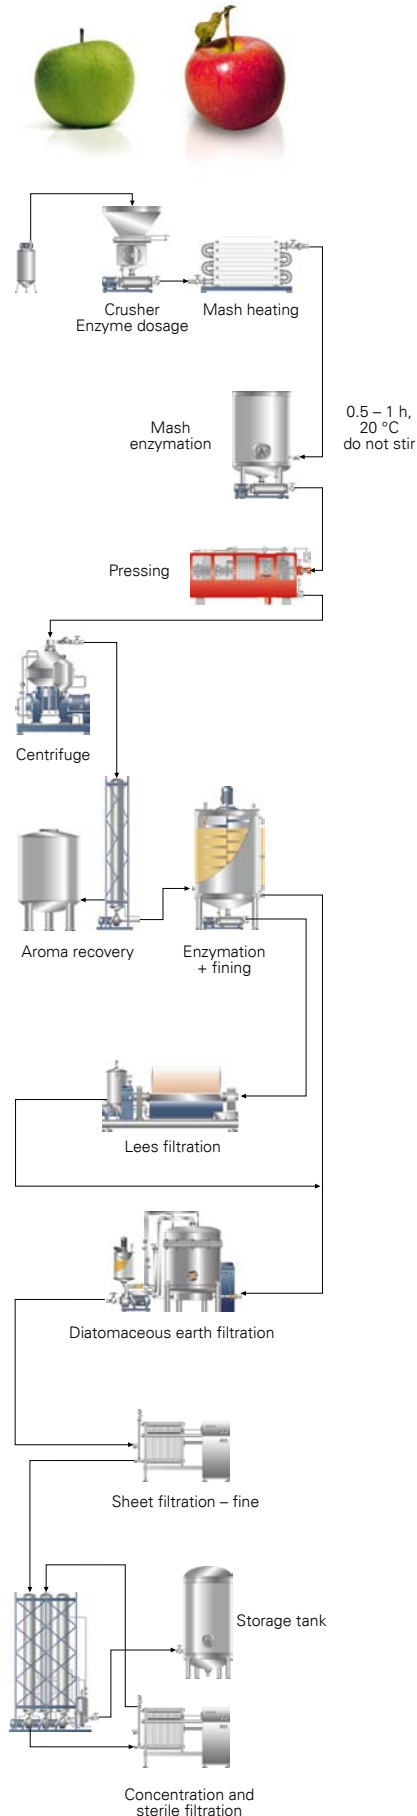 Crusher
Enzyme dosage
Mash heating
Mash
enzymation
0.5 – 1 h,
20 °C
do not stir
Pressing
Centrifuge
Aroma recovery
Enzymation
+ fining
Lees filtration
Diatomaceous earth filtration
Sheet filtration – fine
Storage tank
Concentration and
sterile filtration